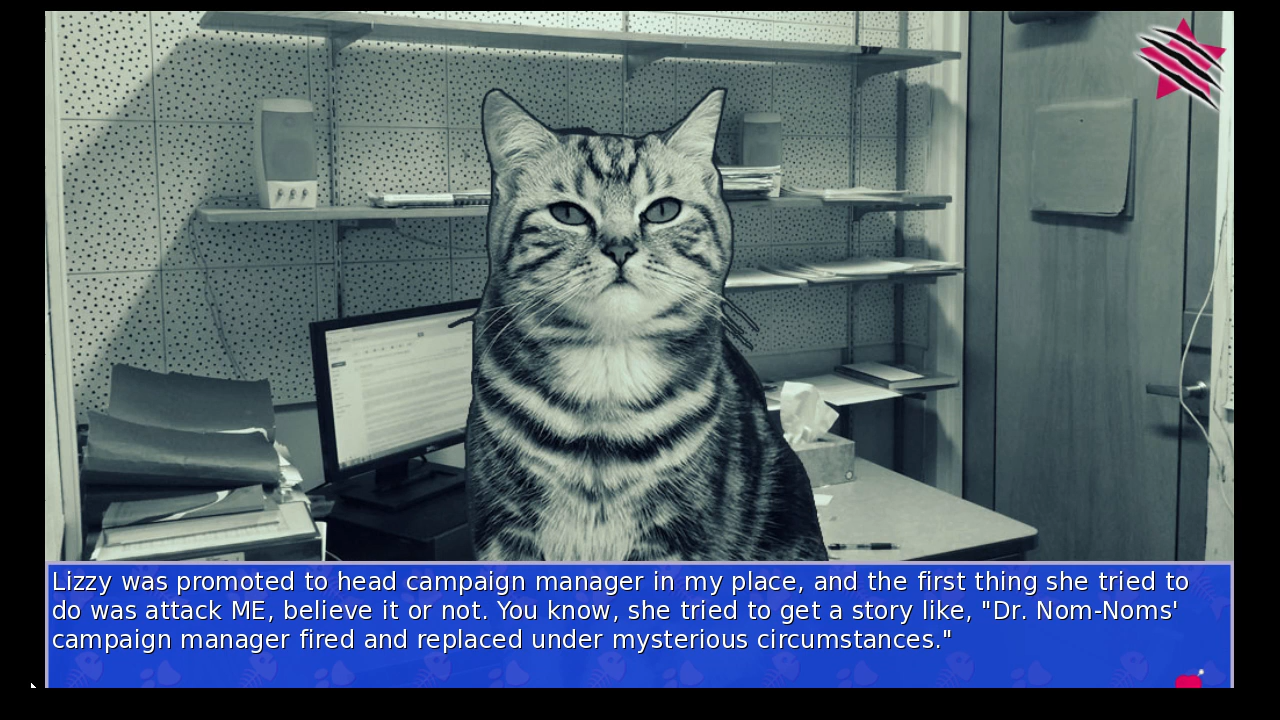 Lizzy was promoted to head campaign manager in my place, and the first thing she tried to
do was attack ME, believe it or not. You know, she tried to get a story like, "Dr. Nom-Noms'
campaign manager fired and replaced under mysterious circumstances."